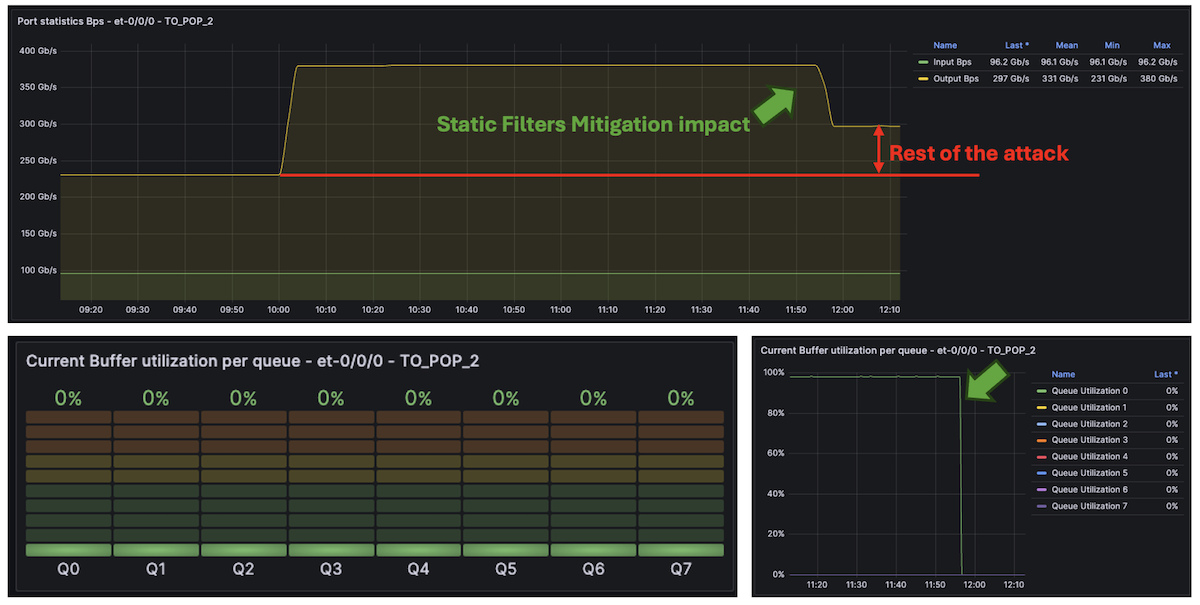 Port statistics Bps - et-0/0/0 - TO_POP_2
400 Gb/s
350 Gb/s
300 Gb/s
250 Gb/s
200 Gb/s
150 Gb/s
100 Gb/s
09:20 09:30 09:40 09:50 10:00 10:10 10:20 10:30 10:40 10:50 11:00 11:10 11:20 11:30 11:40 11:50 12:00 12:10
Static Filters Mitigation impact
Rest of the attack
Name Last * Mean Min Max
Input Bps 96.2 Gb/s 96.1 Gb/s 96.1 Gb/s 96.2 Gb/s
Output Bps 297 Gb/s 331 Gb/s 231 Gb/s 380 Gb/s
Current Buffer utilization per queue - et-0/0/0 - TO_POP_2
0% 0% 0% 0% 0% 0% 0% 0%
Q0 Q1 Q2 Q3 Q4 Q5 Q6 Q7
Current Buffer utilization per queue - et-0/0/0 - TO_POP_2
100%
80%
60%
40%
20%
0%
11:20 11:30 11:40 11:50 12:00 12:10
Name Last *
Queue Utilization 0 0%
Queue Utilization 1 0%
Queue Utilization 2 0%
Queue Utilization 3 0%
Queue Utilization 4 0%
Queue Utilization 5 0%
Queue Utilization 6 0%
Queue Utilization 7 0%